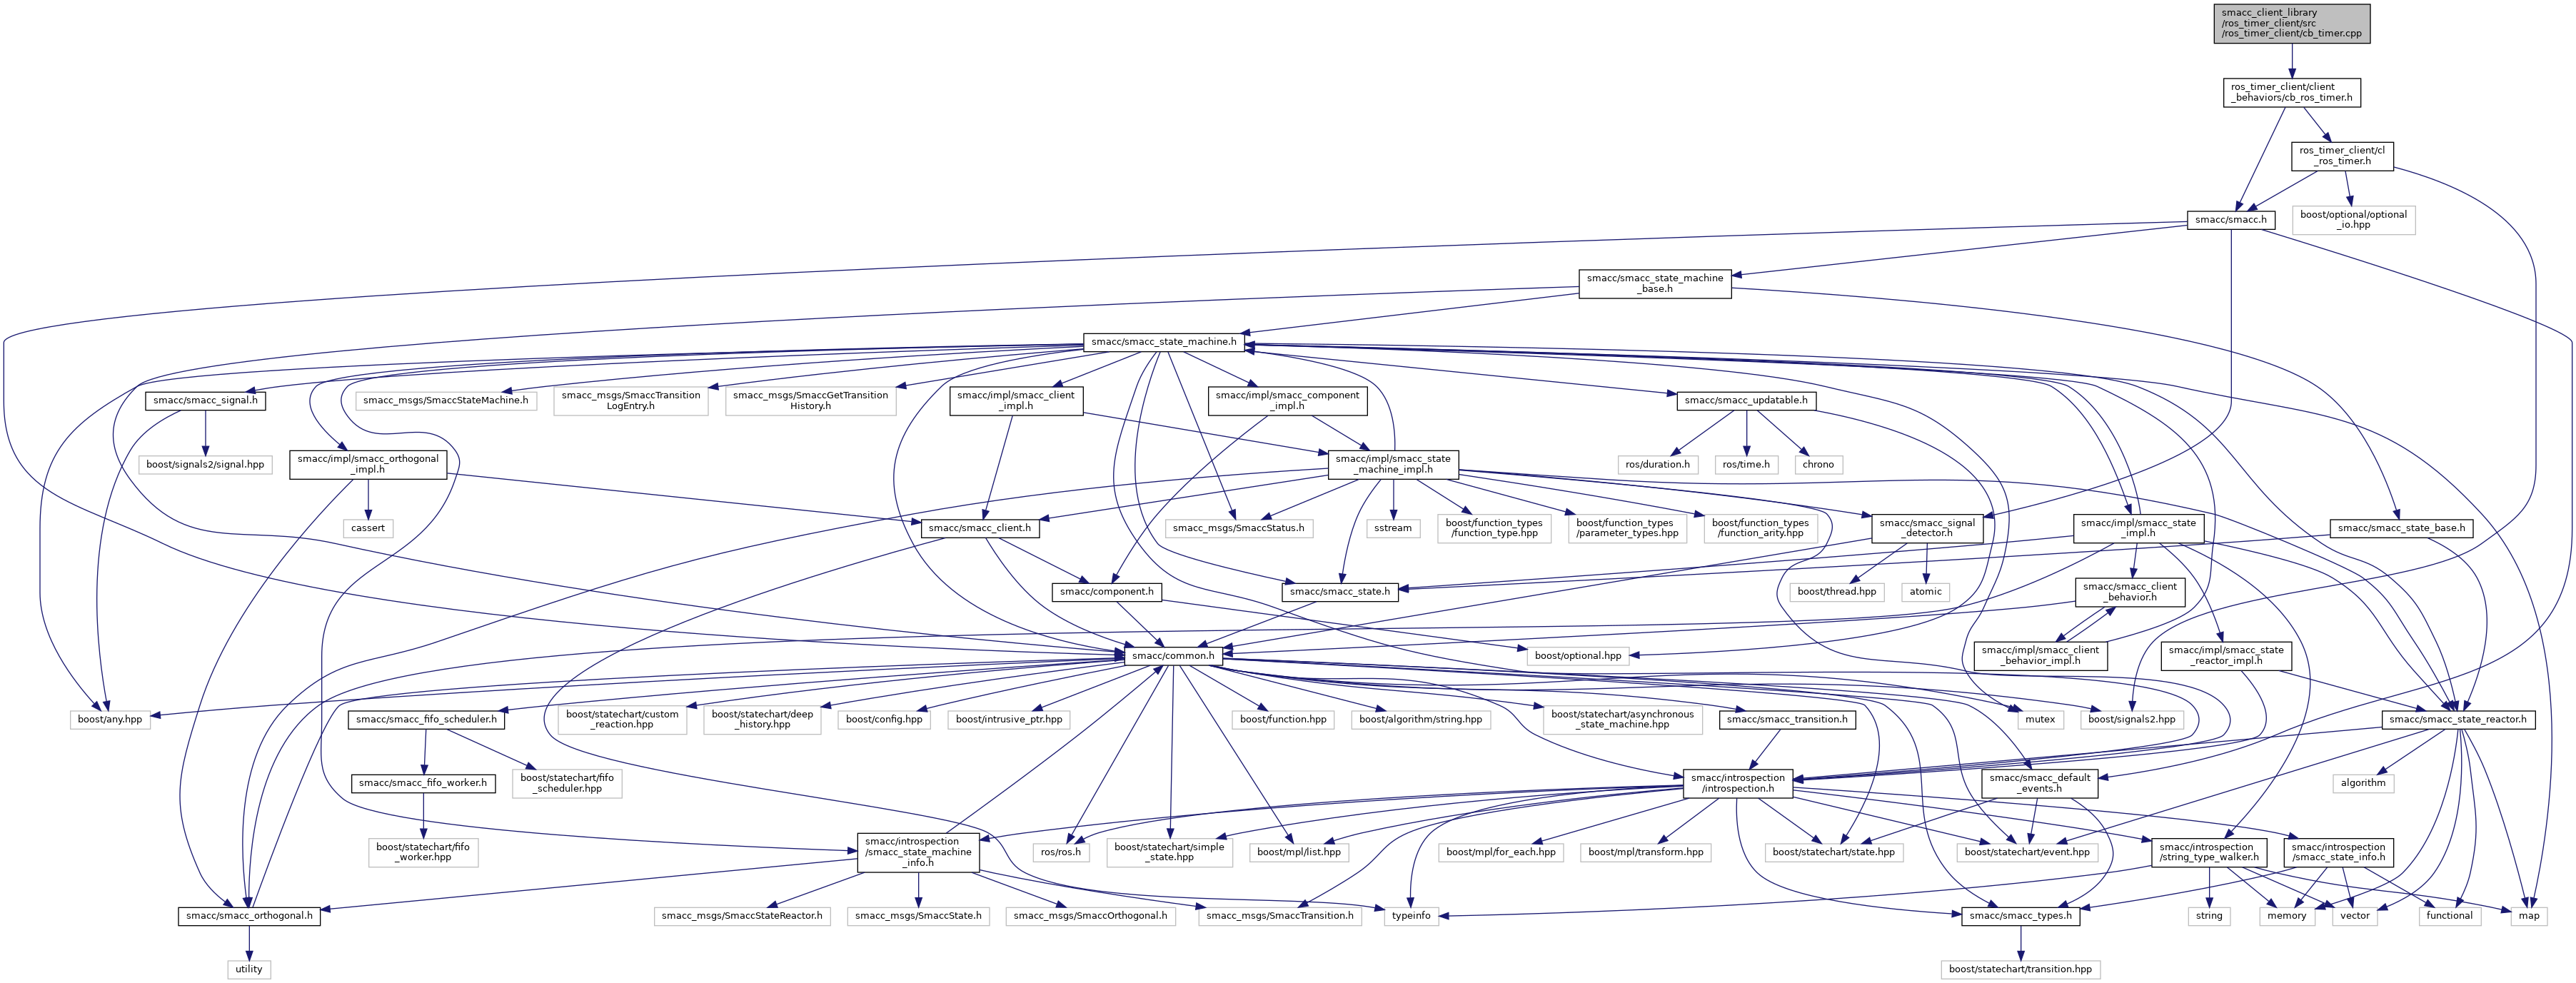 smacc_client_library
/ros_timer_client/src
/ros_timer_client/cb_timer.cpp
ros_timer_client/client
_behaviors/cb_ros_timer.h
ros_timer_client/cl
_ros_timer.h
smacc/smacc.h
boost/optional/optional
_io.hpp
smacc/smacc_state_machine
_base.h
smacc/smacc_state_machine.h
smacc/smacc_signal.h
smacc_msgs/SmaccStateMachine.h
smacc_msgs/SmaccTransition
LogEntry.h
smacc_msgs/SmaccGetTransition
History.h
smacc/impl/smacc_client
_impl.h
smacc/impl/smacc_component
_impl.h
smacc/smacc_updatable.h
boost/signals2/signal.hpp
smacc/impl/smacc_orthogonal
_impl.h
smacc/impl/smacc_state
_machine_impl.h
ros/duration.h
ros/time.h
chrono
cassert
smacc/smacc_client.h
smacc_msgs/SmaccStatus.h
sstream
boost/function_types
/function_type.hpp
boost/function_types
/parameter_types.hpp
boost/function_types
/function_arity.hpp
smacc/smacc_signal
_detector.h
smacc/impl/smacc_state
_impl.h
smacc/smacc_state_base.h
smacc/component.h
smacc/smacc_state.h
boost/thread.hpp
atomic
smacc/smacc_client
_behavior.h
smacc/common.h
boost/optional.hpp
smacc/impl/smacc_client
_behavior_impl.h
smacc/impl/smacc_state
_reactor_impl.h
boost/any.hpp
smacc/smacc_fifo_scheduler.h
boost/statechart/custom
_reaction.hpp
boost/statechart/deep
_history.hpp
boost/config.hpp
boost/intrusive_ptr.hpp
boost/function.hpp
boost/algorithm/string.hpp
boost/statechart/asynchronous
_state_machine.hpp
smacc/smacc_transition.h
mutex
boost/signals2.hpp
smacc/smacc_state_reactor.h
smacc/smacc_fifo_worker.h
boost/statechart/fifo
_scheduler.hpp
smacc/introspection
/introspection.h
smacc/smacc_default
_events.h
algorithm
boost/statechart/fifo
_worker.hpp
smacc/introspection
/smacc_state_machine
_info.h
ros/ros.h
boost/statechart/simple
_state.hpp
boost/mpl/list.hpp
boost/mpl/for_each.hpp
boost/mpl/transform.hpp
boost/statechart/state.hpp
boost/statechart/event.hpp
smacc/introspection
/string_type_walker.h
smacc/introspection
/smacc_state_info.h
smacc/smacc_orthogonal.h
smacc_msgs/SmaccStateReactor.h
smacc_msgs/SmaccState.h
smacc_msgs/SmaccOrthogonal.h
smacc_msgs/SmaccTransition.h
typeinfo
smacc/smacc_types.h
string
memory
vector
functional
map
utility
boost/statechart/transition.hpp